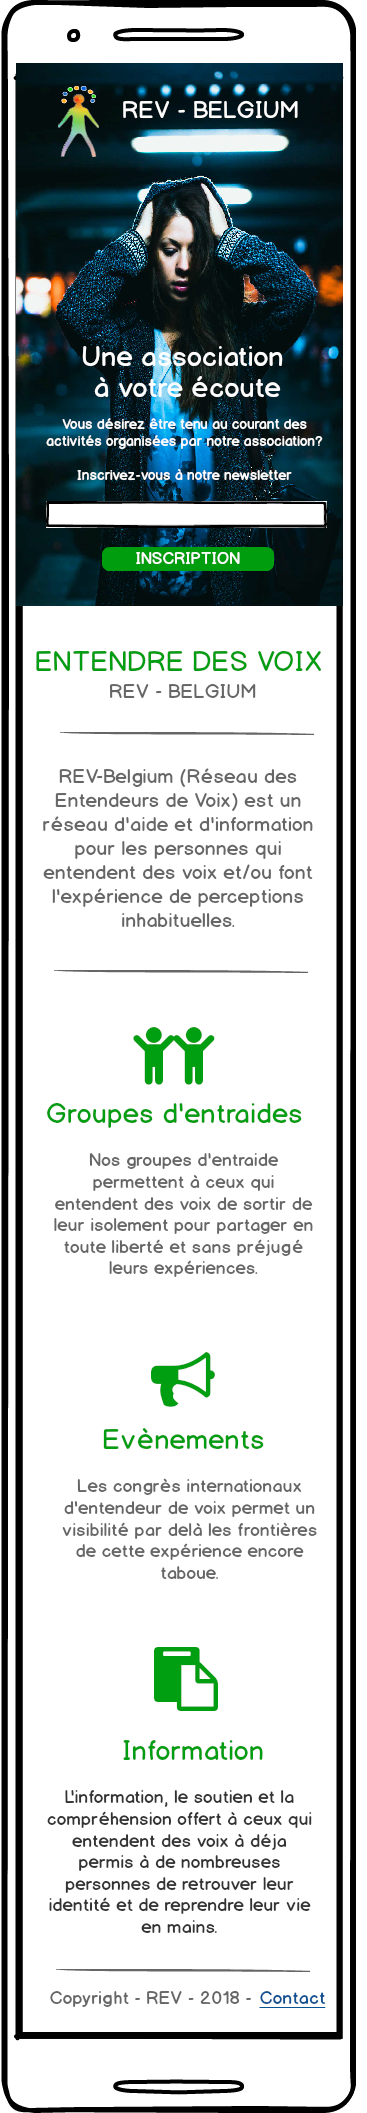 REV - BELGIUM
Une association
à votre écoute
Vous désirez être tenu au courant des
activités organisées par notre association?
Inscrivez-vous à notre newsletter
INSCRIPTION
ENTENDRE DES VOIX
REV - BELGIUM
REV-Belgium (Réseau des
Entendeurs de Voix) est un
réseau d'aide et d'information
pour les personnes qui
entendent des voix et/ou font
l'expérience de perceptions
inhabituelles.
Groupes d'entraides
Nos groupes d'entraide
permettent à ceux qui
entendent des voix de sortir de
leur isolement pour partager en
toute liberté et sans préjugé
leurs expériences.
Evènements
Les congrès internationaux
d'entendeur de voix permet un
visibilité par delà les frontières
de cette expérience encore
taboue.
Information
L'information, le soutien et la
compréhension offert à ceux qui
entendent des voix à déja
permis à de nombreuses
personnes de retrouver leur
identité et de reprendre leur vie
en mains.
Copyright - REV - 2018 - Contact